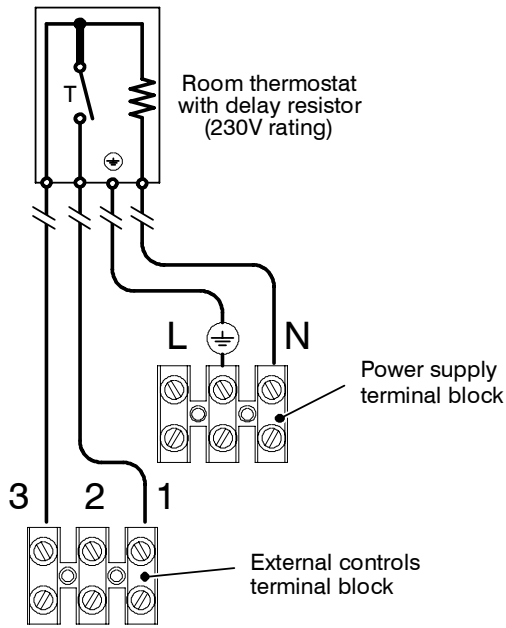 T
Room thermostat
with delay resistor
(230V rating)
L N
Power supply
terminal block
3 2 1
External controls
terminal block